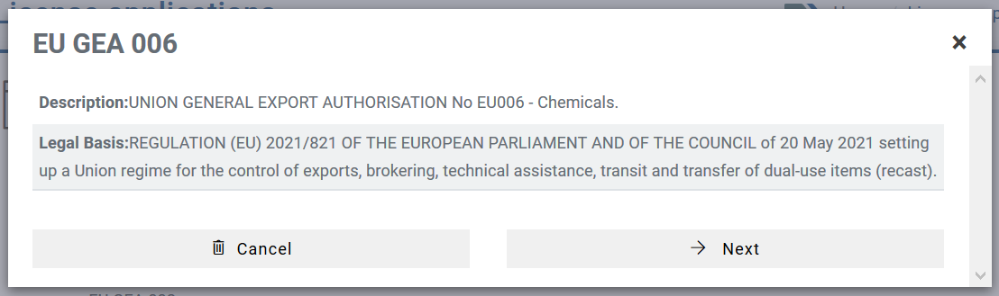 EU GEA 006
Description:UNION GENERAL EXPORT AUTHORISATION No EU006 - Chemicals.
Legal Basis:REGULATION (EU) 2021/821 OF THE EUROPEAN PARLIAMENT AND OF THE COUNCIL of 20 May 2021 setting
up a Union regime for the control of exports, brokering, technical assistance, transit and transfer of dual-use items (recast).
Cancel
Next